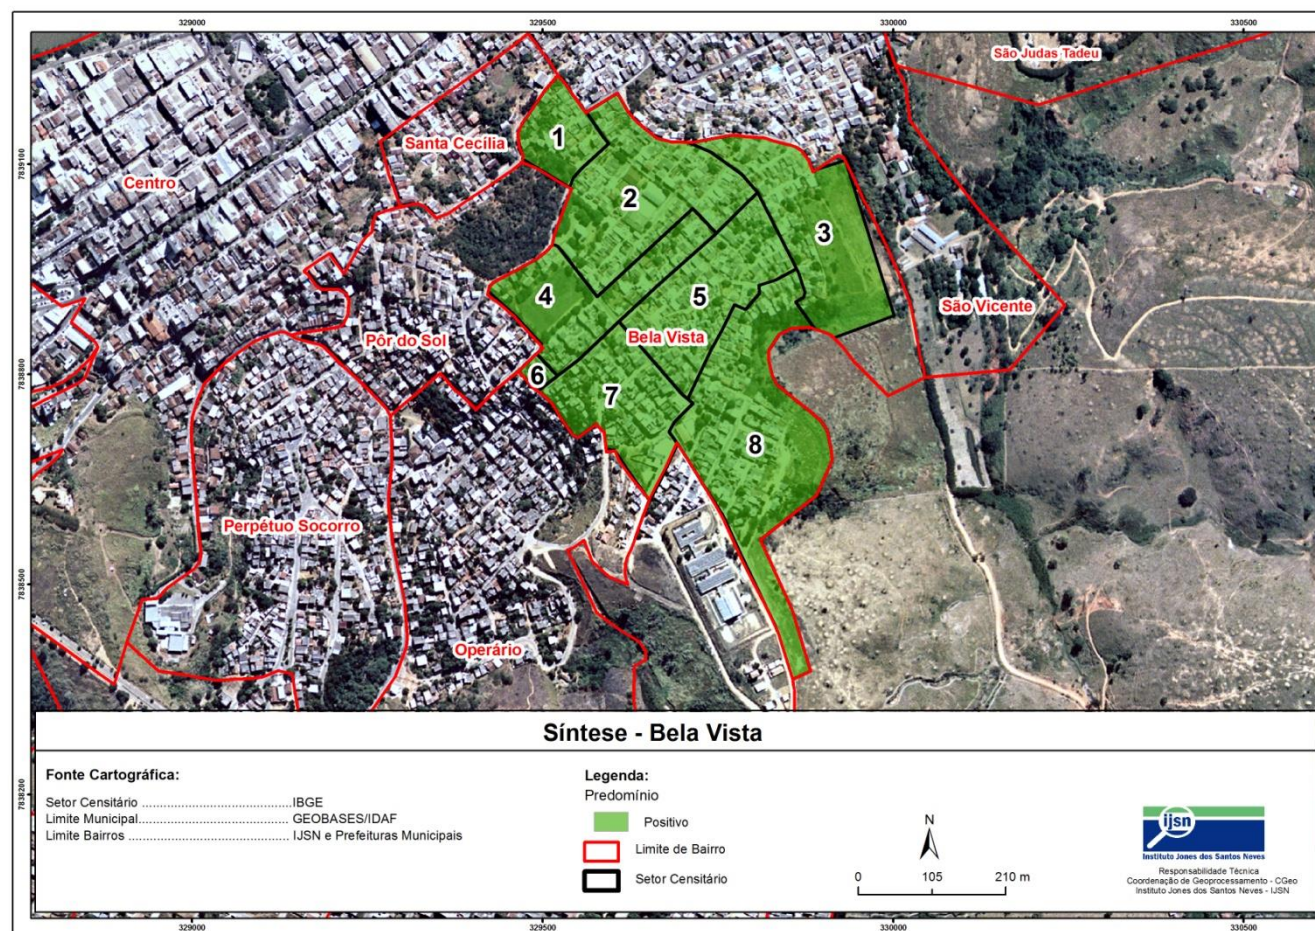 329000
329500
330000
330500
São Judas Tadeu
Santa Cecília
1
Centro
7839100
2
3
4
5
São Vicente
Bela Vista
Pôr do Sol
6
7838800
7
8
Perpétuo Socorro
7838500
Operário
Síntese - Bela Vista
Fonte Cartográfica:
Setor Censitário ..........................................IBGE
Limite Municipal.......................................... GEOBASES/IDAF
Limite Bairros ............................................. IJSN e Prefeituras Municipais
7838200
Legenda:
Predomínio
Positivo
Limite de Bairro
Setor Censitário
N
0 105 210 m
ijsn
Instituto Jones dos Santos Neves
Responsabilidade Técnica
Coordenação de Geoprocessamento - CGeo
Instituto Jones dos Santos Neves - IJSN
329000
329500
330000
330500